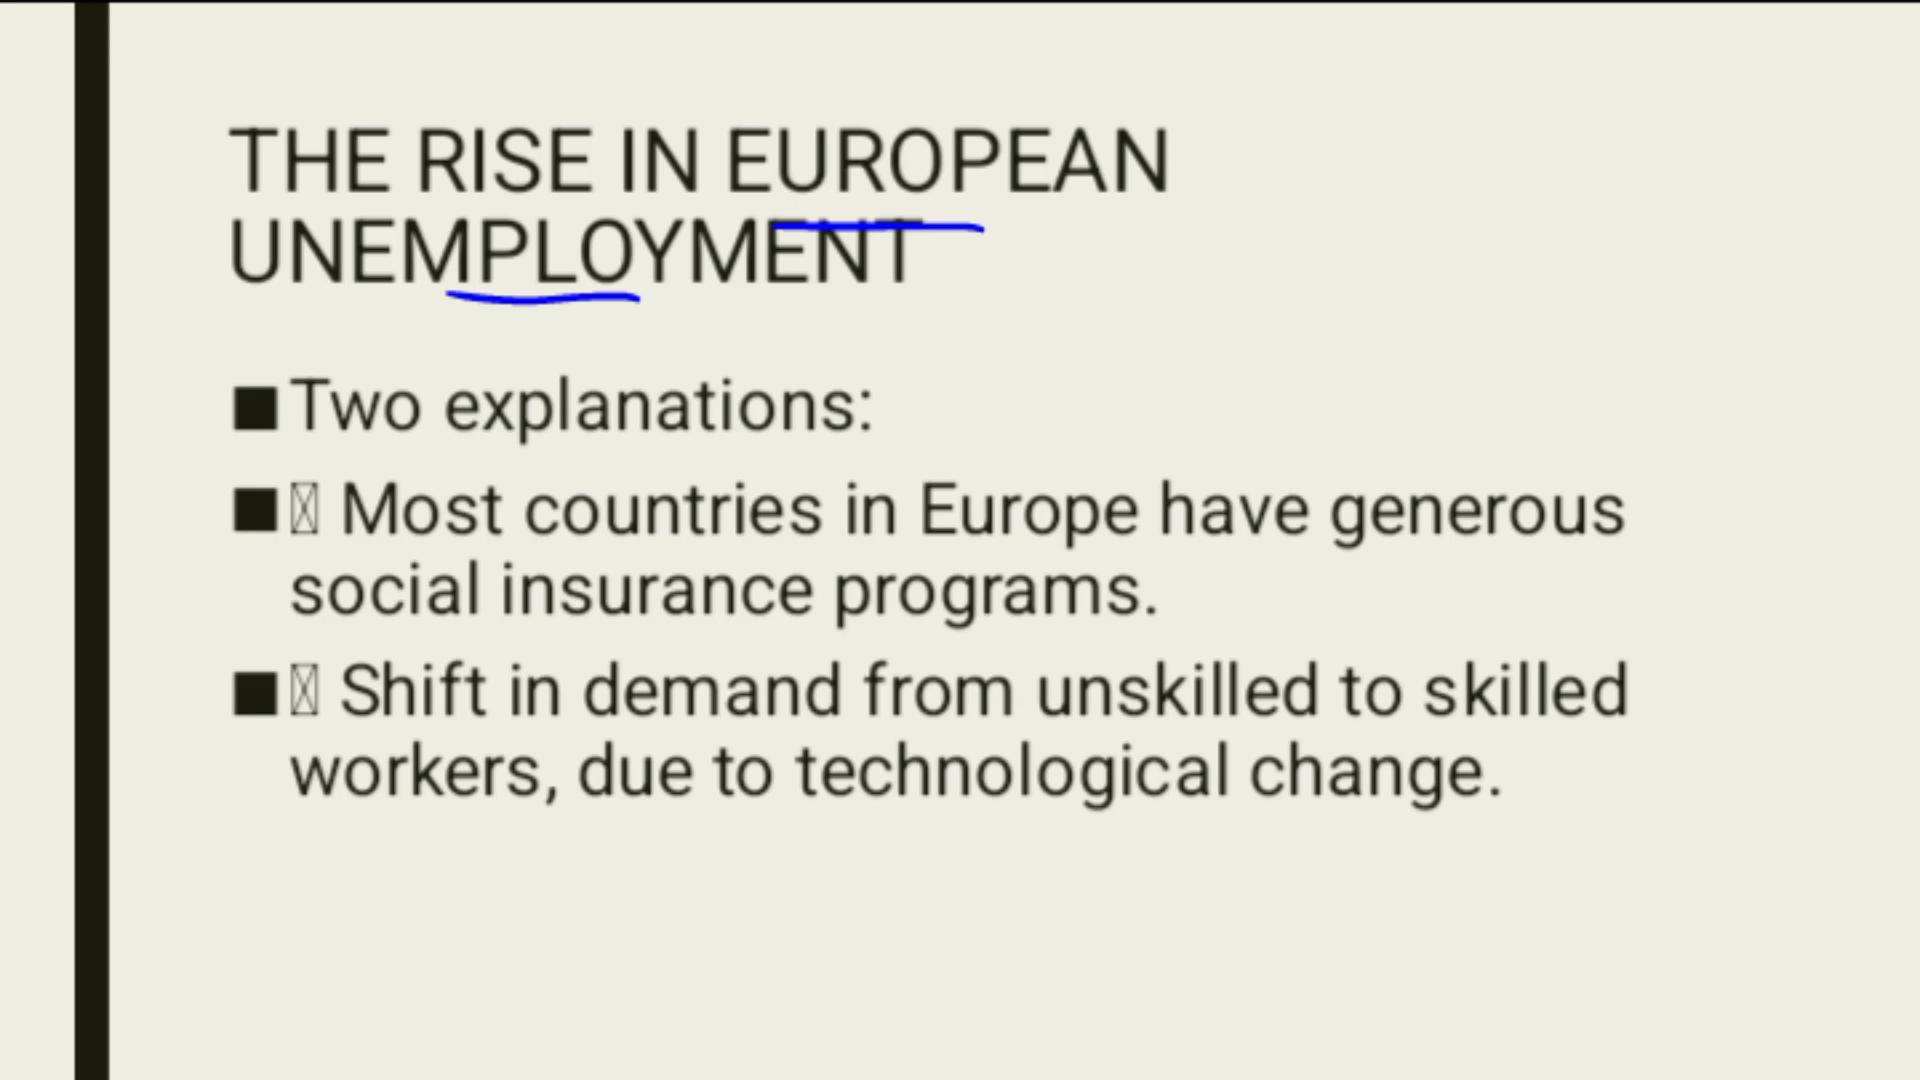 THE RISE IN EUROPEAN
UNEMPLOYMENT
■ Two explanations:
■ Most countries in Europe have generous
social insurance programs.
■ Shift in demand from unskilled to skilled
workers, due to technological change.